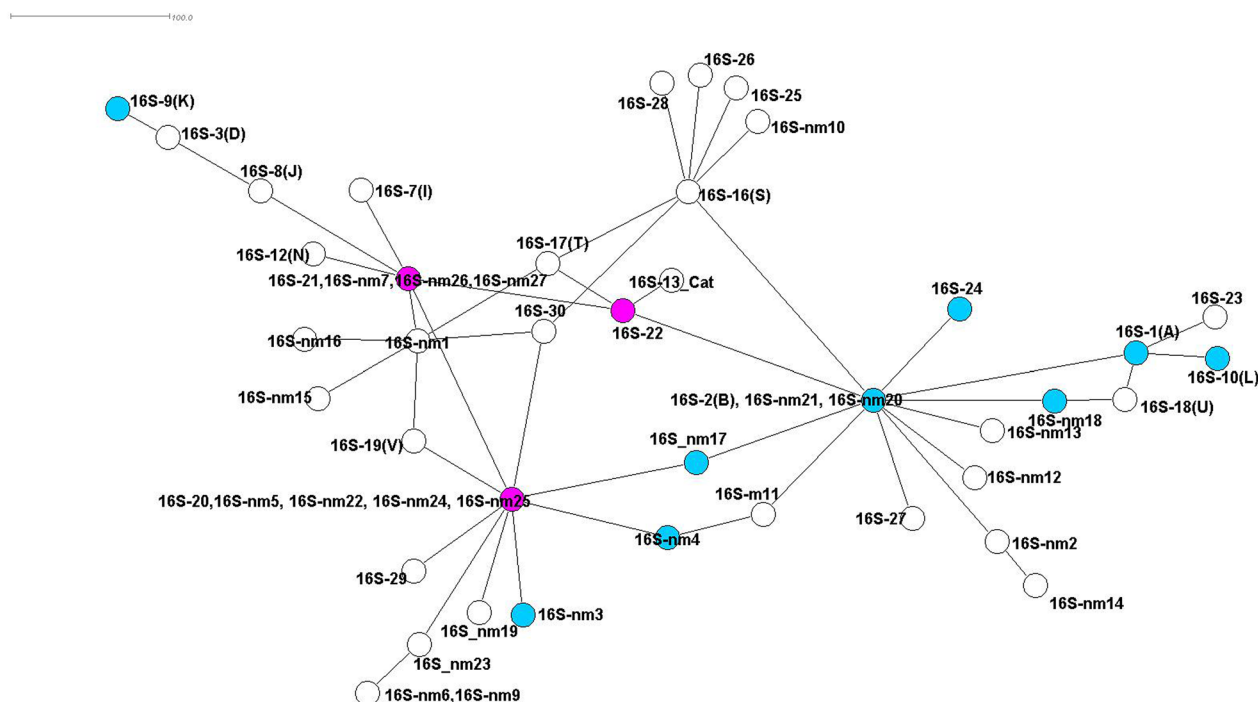 100.0
16S-26
16S-28
16S-25
16S-9(K)
16S-nm10
16S-3(D)
16S-8(J)
16S-7(I)
16S-16(S)
16S-17(T)
16S-12(N)
16S-21,16S-nm7,16S-nm26,16S-nm27
16S-13_Cat
16S-24
16S-23
16S-30
16S-22
16S-1(A)
16S-nm16
16S-nm1
16S-10(L)
16S-nm15
16S-2(B), 16S-nm21, 16S-nm20
16S-18(U)
16S-nm18
16S-nm13
16S-19(V)
16S_nm17
16S-nm12
16S-20,16S-nm5, 16S-nm22, 16S-nm24, 16S-nm25
16S-m11
16S-27
16S-nm4
16S-nm2
16S-29
16S-nm14
16S-nm3
16S_nm19
16S_nm23
16S-nm6,16S-nm9